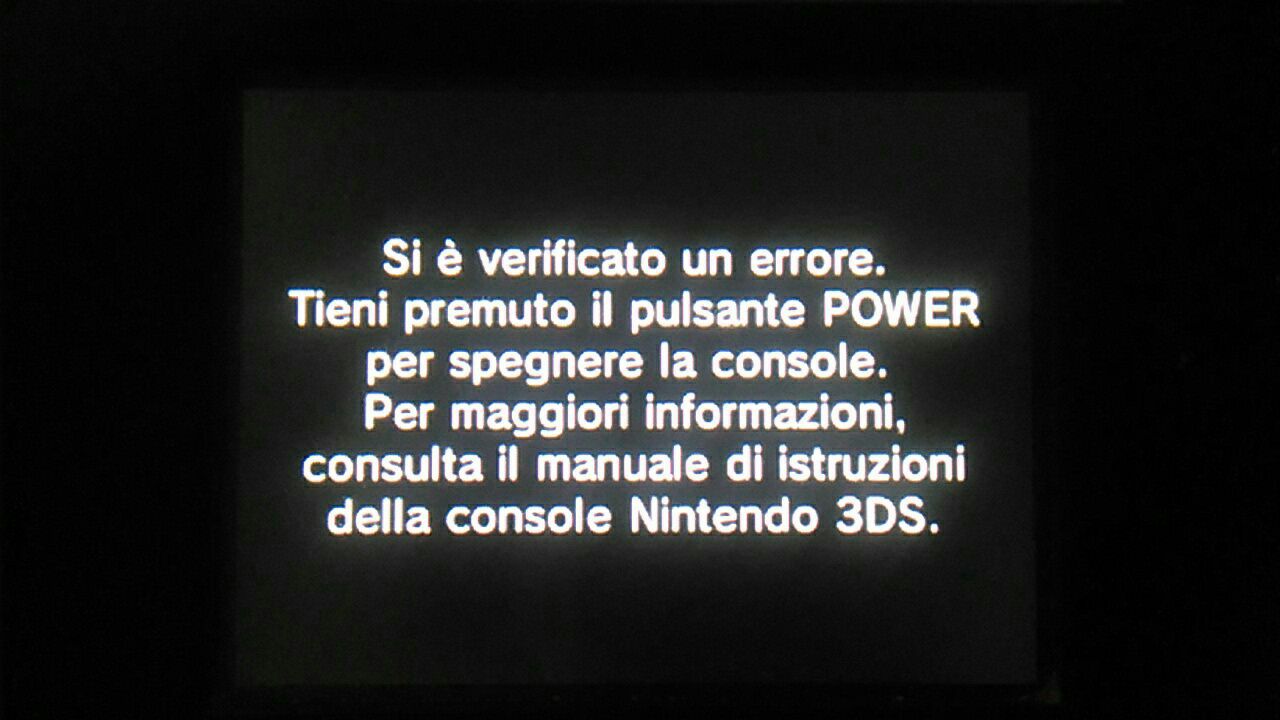 Si è verificato un errore.
Tieni premuto il pulsante POWER
per spegnere la console.
Per maggiori informazioni,
consulta il manuale di istruzioni
della console Nintendo 3DS.